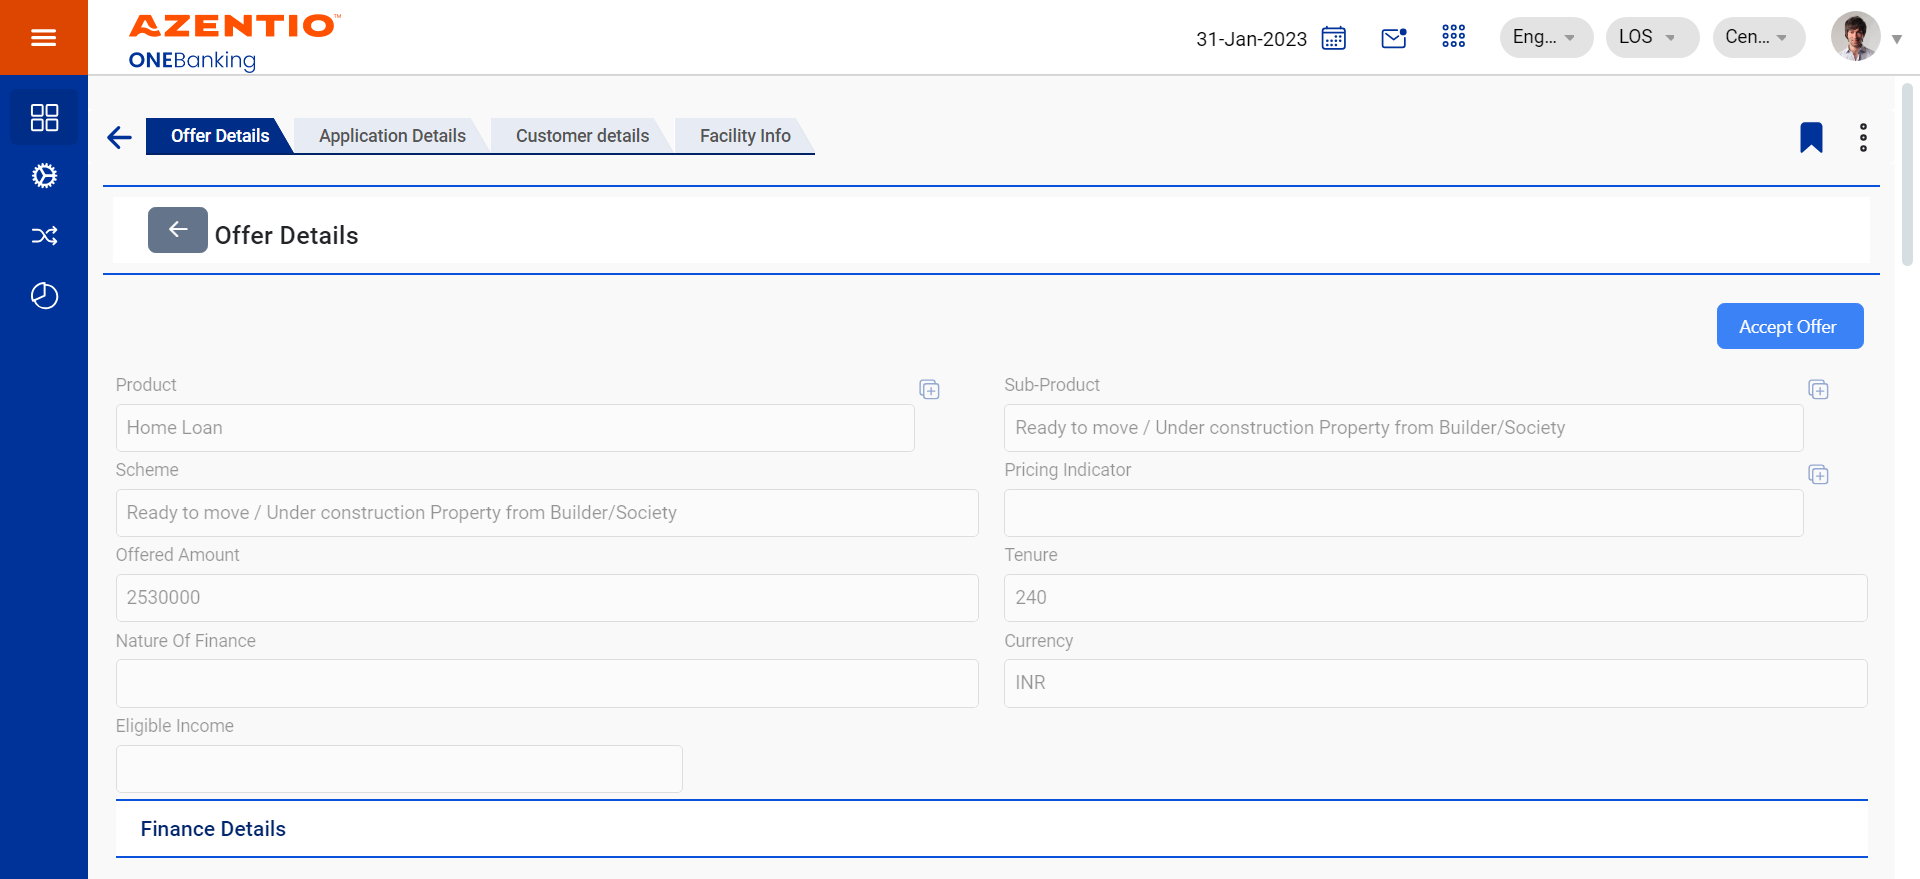 AZENTIO™
ONEBanking
31-Jan-2023
Eng...
LOS
Cen...
Offer Details
Application Details
Customer details
Facility Info
Offer Details
Accept Offer
Product
Sub-Product
Home Loan
Ready to move / Under construction Property from Builder/Society
Scheme
Pricing Indicator
Ready to move / Under construction Property from Builder/Society
Offered Amount
Tenure
2530000
240
Nature Of Finance
Currency
INR
Eligible Income
Finance Details